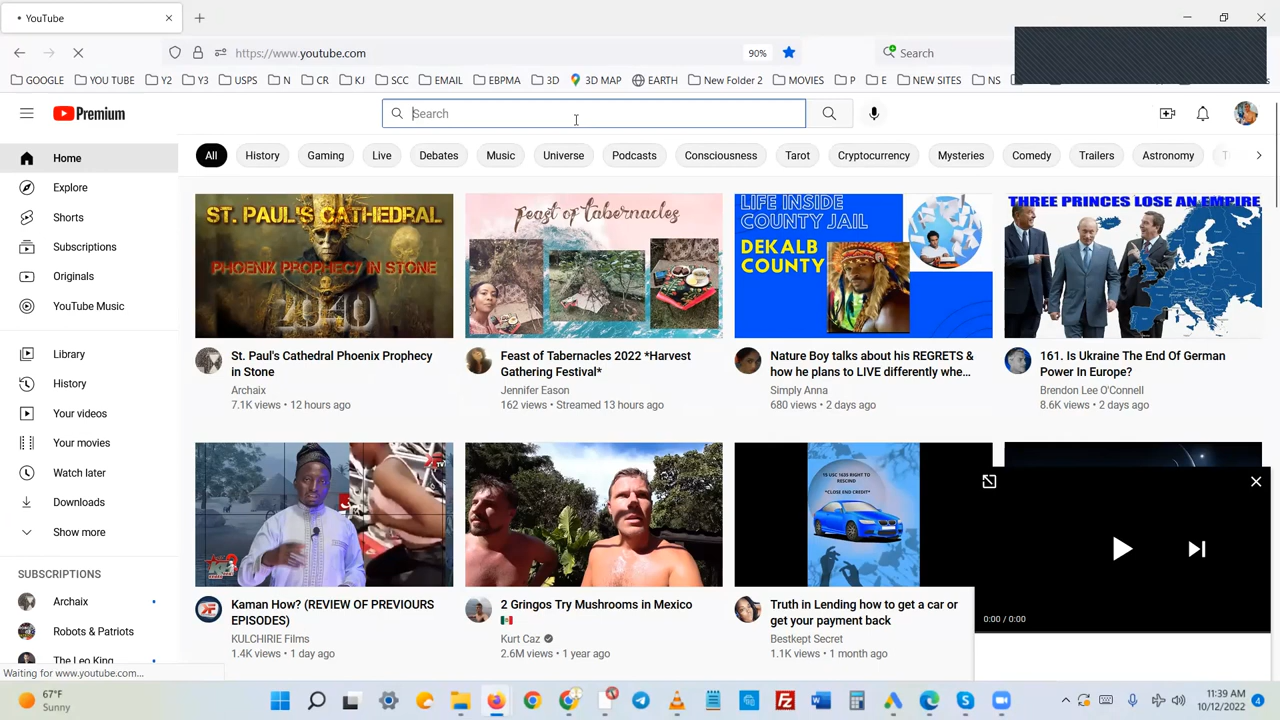 YouTube
https://www.youtube.com
90%
Search
GOOGLE YOU TUBE Y2 Y3 USPS N CR KJ SCC EMAIL EBPMA 3D 3D MAP EARTH New Folder 2 MOVIES P E NEW SITES NS
Premium
Search
All History Gaming Live Debates Music Universe Podcasts Consciousness Tarot Cryptocurrency Mysteries Comedy Trailers Astronomy
Home
Explore
Shorts
Subscriptions
Originals
YouTube Music
Library
History
Your videos
Your movies
Watch later
Downloads
Show more
SUBSCRIPTIONS
Archaix
Robots & Patriots
The Leo King
ST. PAUL'S CATHEDRAL
PHOENIX PROPHECY IN STONE
2040
St. Paul's Cathedral Phoenix Prophecy
in Stone
Archaix
7.1K views • 12 hours ago
Feast of Tabernacles
Feast of Tabernacles 2022 *Harvest
Gathering Festival*
Jennifer Eason
162 views • Streamed 13 hours ago
LIFE INSIDE
COUNTY JAIL
DEKALB
COUNTY
Nature Boy talks about his REGRETS &
how he plans to LIVE differently whe…
Simply Anna
680 views • 2 days ago
THREE PRINCES LOSE AN EMPIRE
161. Is Ukraine The End Of German
Power In Europe?
Brendon Lee O'Connell
8.6K views • 2 days ago
Kaman How? (REVIEW OF PREVIOURS
EPISODES)
KULCHIRIE Films
1.4K views • 1 day ago
2 Gringos Try Mushrooms in Mexico
🇲🇽
Kurt Caz
2.6M views • 1 year ago
15 USC 1635 RIGHT TO
RESCIND
*CLOSE END CREDIT*
Truth in Lending how to get a car or
get your payment back
Bestkept Secret
1.1K views • 1 month ago
0:00 / 0:00
Waiting for www.youtube.com…
67°F
Sunny
11:39 AM
10/12/2022
4